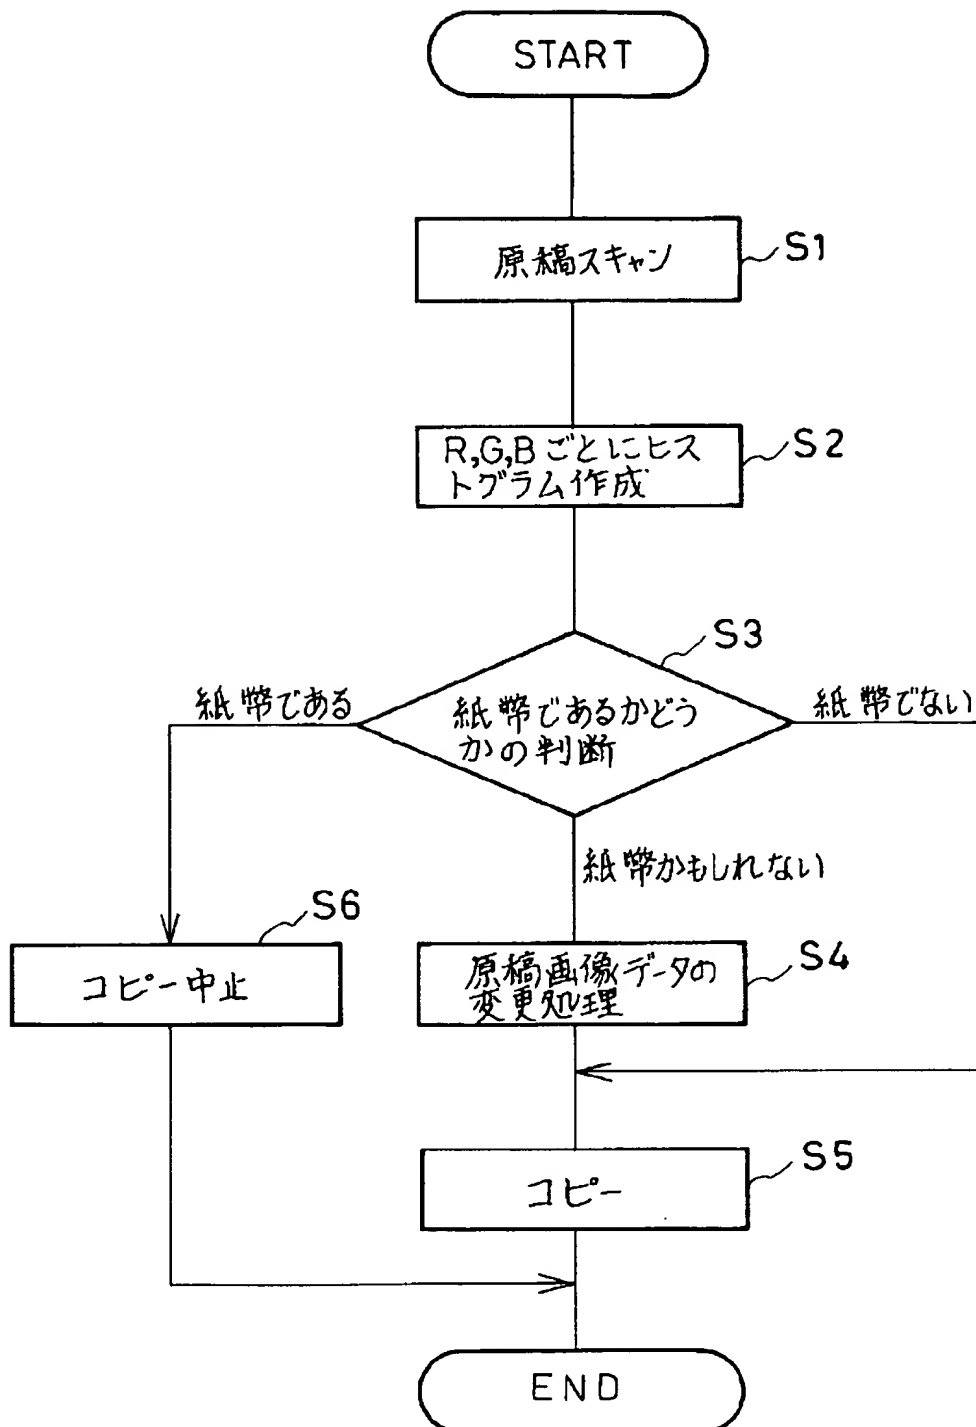 START
原稿スキャン
S1
R,G,Bごとにヒス
トグラム作成
S2
S3
紙幣である
紙幣であるかどう
かの判断
紙幣でない
紙幣かもしれない
S6
コピー中止
原稿画像データの
変更処理
S4
コピー
S5
END